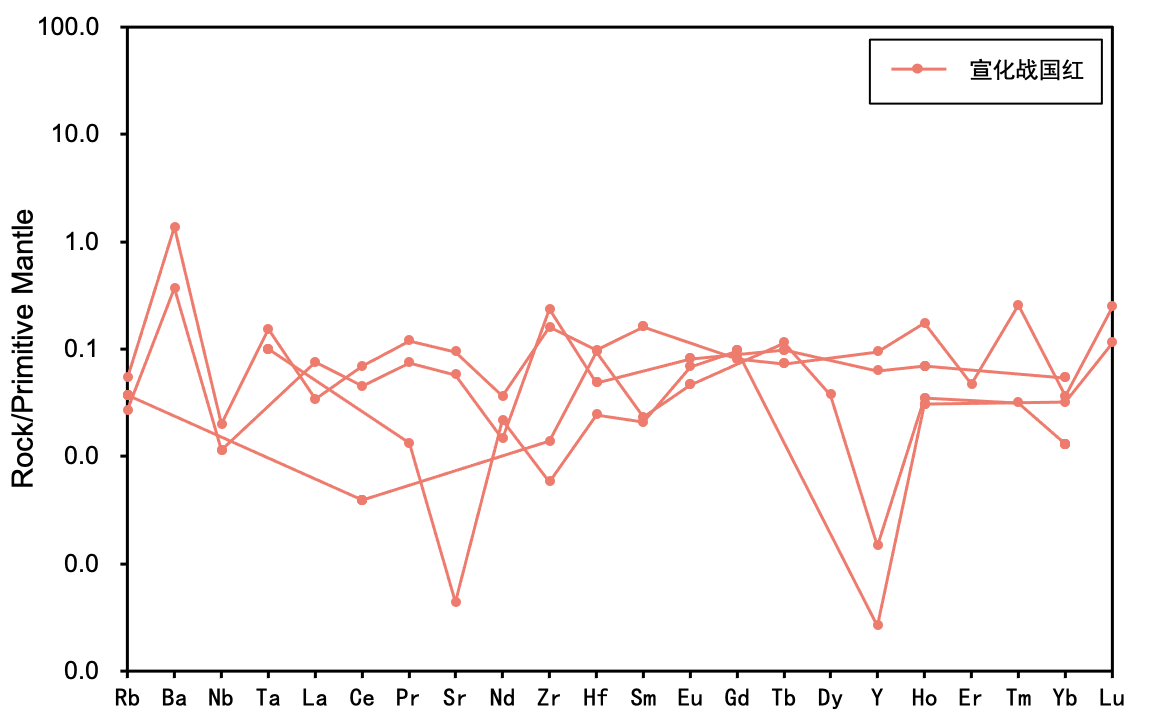 100.0
宣化战国红
10.0
1.0
0.1
0.0
0.0
0.0
Rock/Primitive Mantle
Rb Ba Nb Ta La Ce Pr Sr Nd Zr Hf Sm Eu Gd Tb Dy Y Ho Er Tm Yb Lu